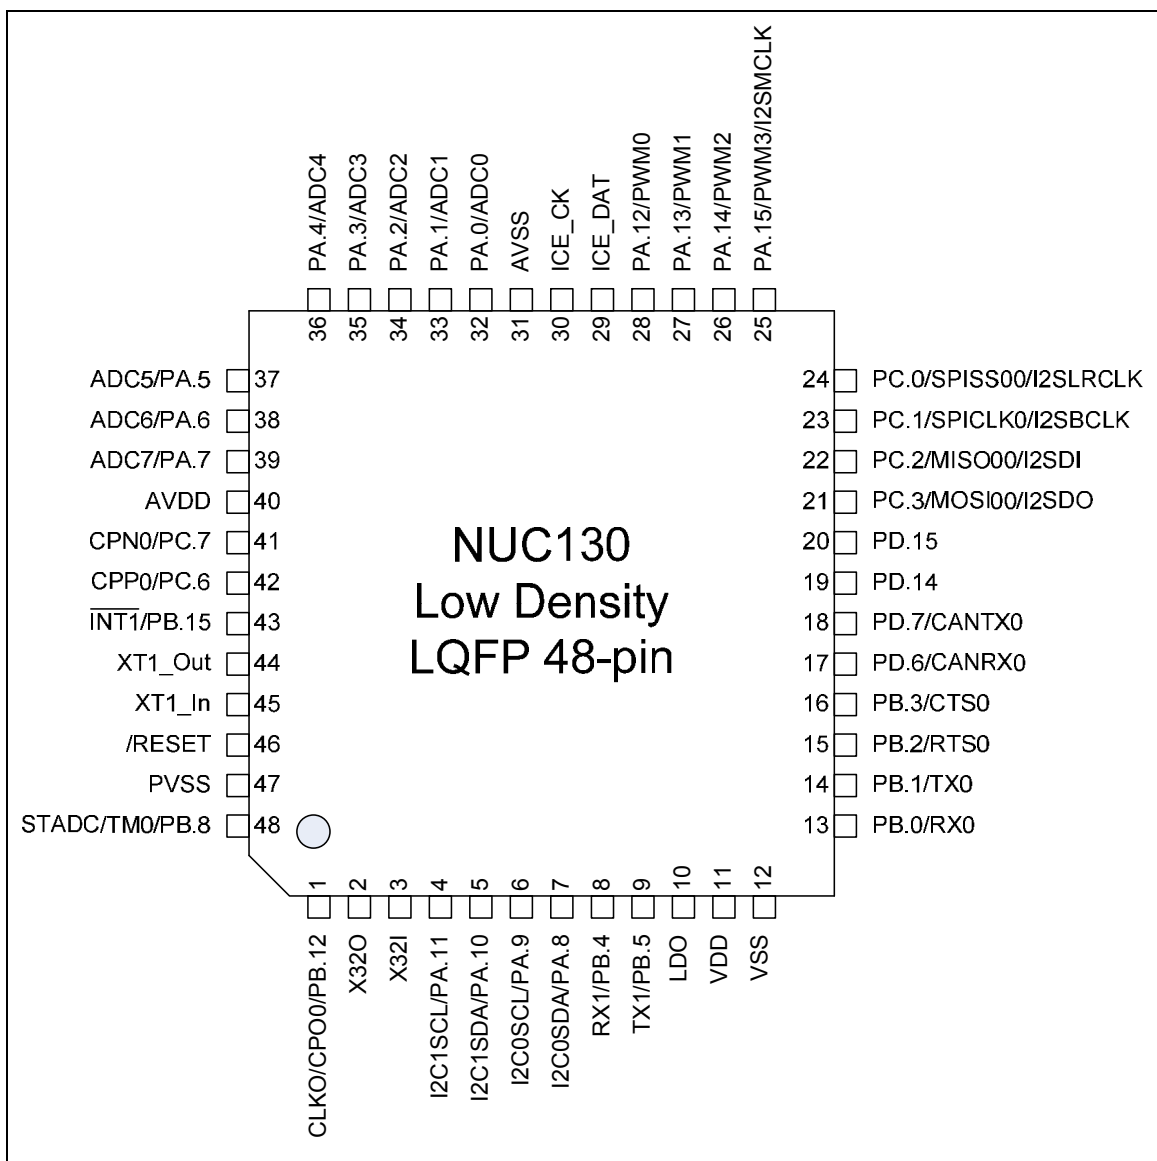 PA.4/ADC4
PA.3/ADC3
PA.2/ADC2
PA.1/ADC1
PA.0/ADC0
AVSS
ICE_CK
ICE_DAT
PA.12/PWM0
PA.13/PWM1
PA.14/PWM2
PA.15/PWM3/I2SMCLK
36 35 34 33 32 31 30 29 28 27 26 25
ADC5/PA.5 37
ADC6/PA.6 38
ADC7/PA.7 39
AVDD 40
CPN0/PC.7 41
CPP0/PC.6 42
INT1/PB.15 43
XT1_Out 44
XT1_In 45
/RESET 46
PVSS 47
STADC/TM0/PB.8 48
NUC130
Low Density
LQFP 48-pin
24 PC.0/SPISS00/I2SLRCLK
23 PC.1/SPICLK0/I2SBCLK
22 PC.2/MISO00/I2SDI
21 PC.3/MOSI00/I2SDO
20 PD.15
19 PD.14
18 PD.7/CANTX0
17 PD.6/CANRX0
16 PB.3/CTS0
15 PB.2/RTS0
14 PB.1/TX0
13 PB.0/RX0
1 2 3 4 5 6 7 8 9 10 11 12
CLKO/CPO0/PB.12
X32O
X32I
I2C1SCL/PA.11
I2C1SDA/PA.10
I2C0SCL/PA.9
I2C0SDA/PA.8
RX1/PB.4
TX1/PB.5
LDO
VDD
VSS